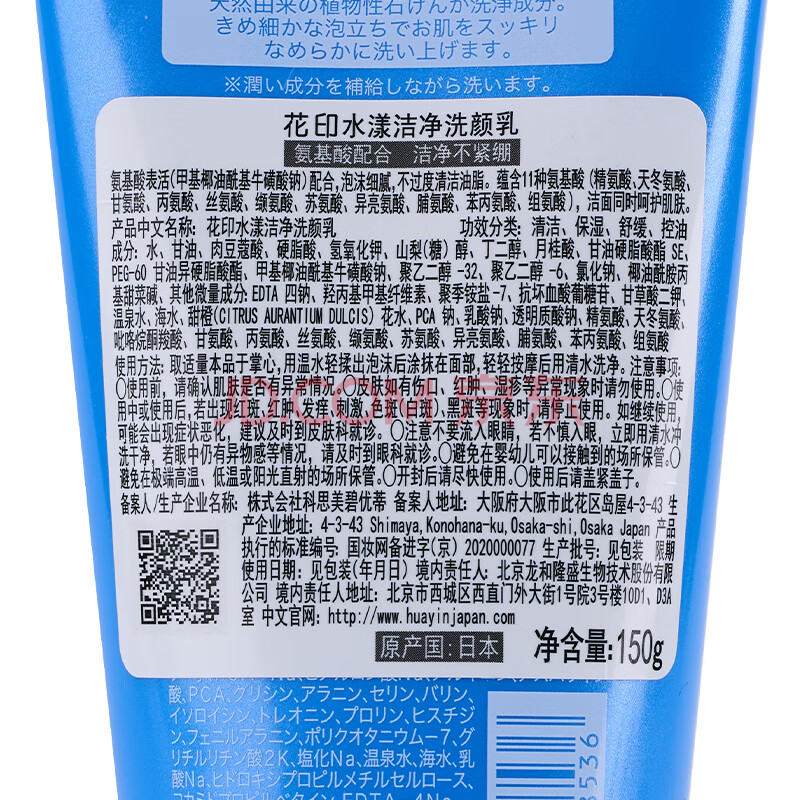 天然由来の植物性石けんが洗浄成分。
きめ細かな泡立ちでお肌をスッキリ
なめらかに洗い上げます。
※潤い成分を補給しながら洗います。
花印水漾洁净洗颜乳
氨基酸配合 洁净不紧绷
氨基酸表活(甲基椰油酰基牛磺酸钠)配合,泡沫细腻,不过度清洁油脂。蕴含11种氨基酸(精氨酸、天冬氨酸、
甘氨酸、丙氨酸、丝氨酸、缬氨酸、苏氨酸、异亮氨酸、脯氨酸、苯丙氨酸、组氨酸),洁面同时呵护肌肤。
产品中文名称:花印水漾洁净洗颜乳 功效分类:清洁、保湿、舒缓、控油
成分:水、甘油、肉豆蔻酸、硬脂酸、氢氧化钾、山梨(糖)醇、丁二醇、月桂酸、甘油硬脂酸酯 SE、
PEG-60 甘油异硬脂酸酯、甲基椰油酰基牛磺酸钠、聚乙二醇 -32、聚乙二醇 -6、氯化钠、椰油酰胺丙
基甜菜碱、其他微量成分:EDTA 四钠、羟丙基甲基纤维素、聚季铵盐-7、抗坏血酸葡糖苷、甘草酸二钾、
温泉水、海水、甜橙(CITRUS AURANTIUM DULCIS)花水、PCA 钠、乳酸钠、透明质酸钠、精氨酸、天冬氨酸、
吡咯烷酮羧酸、甘氨酸、丙氨酸、丝氨酸、缬氨酸、苏氨酸、异亮氨酸、脯氨酸、苯丙氨酸、组氨酸
使用方法:取适量本品于掌心,用温水轻揉出泡沫后涂抹在面部,轻轻按摩后用清水洗净。注意事项:
○使用前,请确认肌肤是否有异常情况。○皮肤如有伤口、红肿、湿疹等异常现象时请勿使用。○使
用中或使用后,若出现红斑、红肿、发痒、刺激、色斑(白斑)、黑斑等现象时,请停止使用。如继续使用,
可能会出现症状恶化,建议及时到皮肤科就诊。○注意不要流入眼睛,若不慎入眼,立即用清水冲
洗干净,若眼中仍有异物感等情况,请及时到眼科就诊。○避免在婴幼儿可以接触到的场所保管。○
避免在极端高温、低温或阳光直射的场所保管。○开封后请尽快使用。○使用后请盖紧盖子。
备案人/生产企业名称:株式会社科思美碧优蒂 备案人地址:大阪府大阪市此花区岛屋4-3-43 生
产企业地址:4-3-43 Shimaya,Konohana-ku,Osaka-shi,Osaka Japan 产品
执行的标准编号:国妆网备进字(京)2020000077 生产批号:见包装 限期
使用日期:见包装(年月日) 境内责任人:北京龙和隆盛生物技术股份有限
公司 境内责任人地址:北京市西城区西直门外大街1号院3号楼10D1、D3A
室 中文官网:http://www.huayinjapan.com
原产国:日本 净含量:150g
JD.COM 京东
酸、PCA、グリシン、アラニン、セリン、バリン、
イソロイシン、トレオニン、プロリン、ヒスチジ
ン、フェニルアラニン、ポリクオタニウム-7、グ
リチルリチン酸2K、塩化Na、温泉水、海水、乳
酸Na、ヒドロキシプロピルメチルセルロース、
コカミドプロピルベタイン、EDTA-4Na、
8536